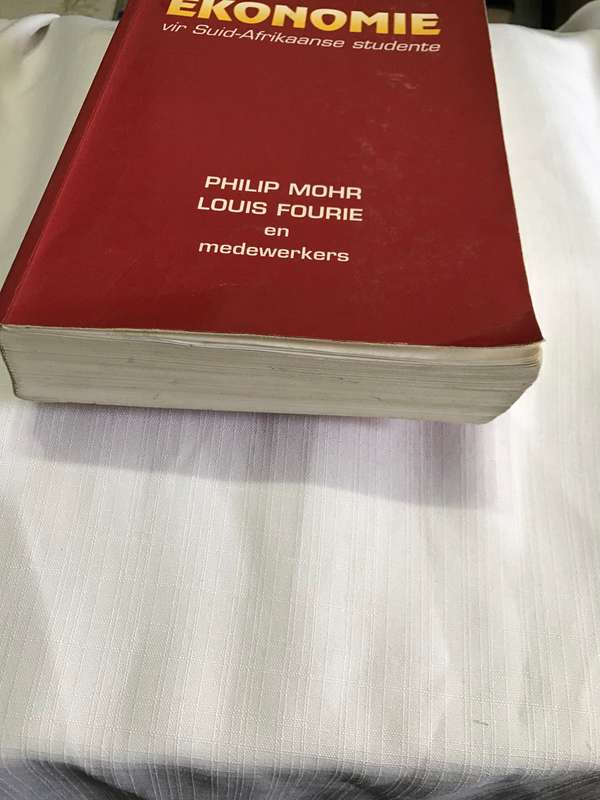 EKONOMIE
vir Suid-Afrikaanse studente
PHILIP MOHR
LOUIS FOURIE
en
medewerkers